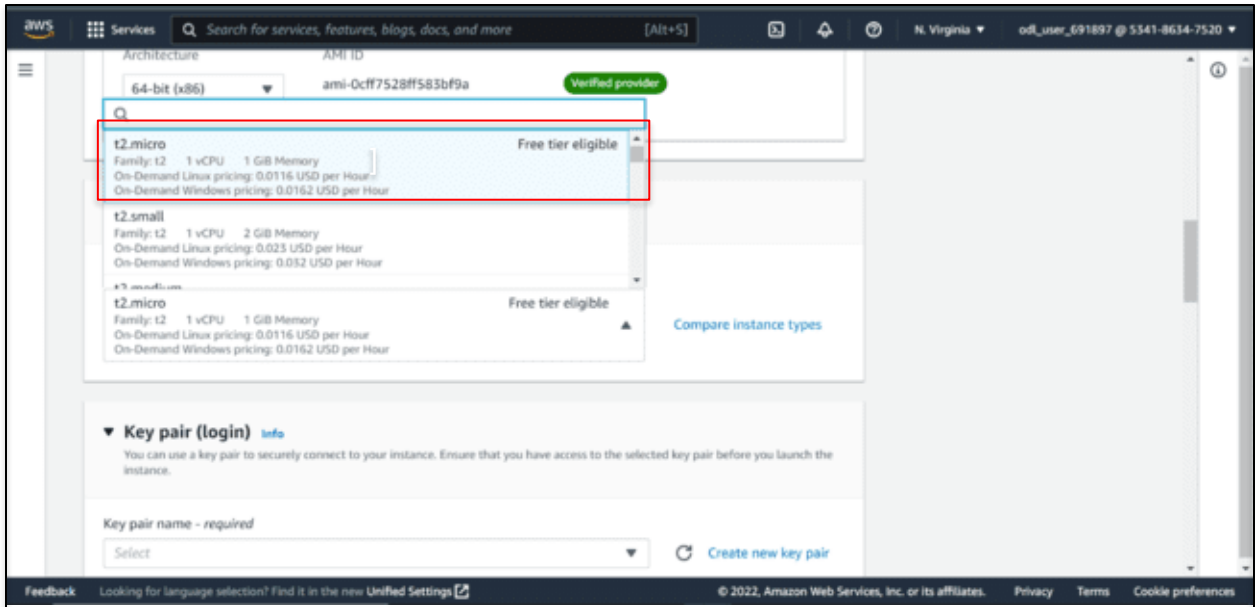 aws Services Search for services, features, blogs, docs, and more [Alt+S] N. Virginia odl_user_691897 @ 5341-8634-7520
Architecture AMI ID
64-bit (x86) ami-0cff7528ff583bf9a Verified provider
t2.micro Free tier eligible
Family: t2 1 vCPU 1 GiB Memory
On-Demand Linux pricing: 0.0116 USD per Hour
On-Demand Windows pricing: 0.0162 USD per Hour
t2.small
Family: t2 1 vCPU 2 GiB Memory
On-Demand Linux pricing: 0.023 USD per Hour
On-Demand Windows pricing: 0.032 USD per Hour
t2.medium
t2.micro Free tier eligible
Family: t2 1 vCPU 1 GiB Memory
On-Demand Linux pricing: 0.0116 USD per Hour
On-Demand Windows pricing: 0.0162 USD per Hour
Compare instance types
Key pair (login) Info
You can use a key pair to securely connect to your instance. Ensure that you have access to the selected key pair before you launch the
instance.
Key pair name - required
Select Create new key pair
Feedback Looking for language selection? Find it in the new Unified Settings © 2022, Amazon Web Services, Inc. or its affiliates. Privacy Terms Cookie preferences